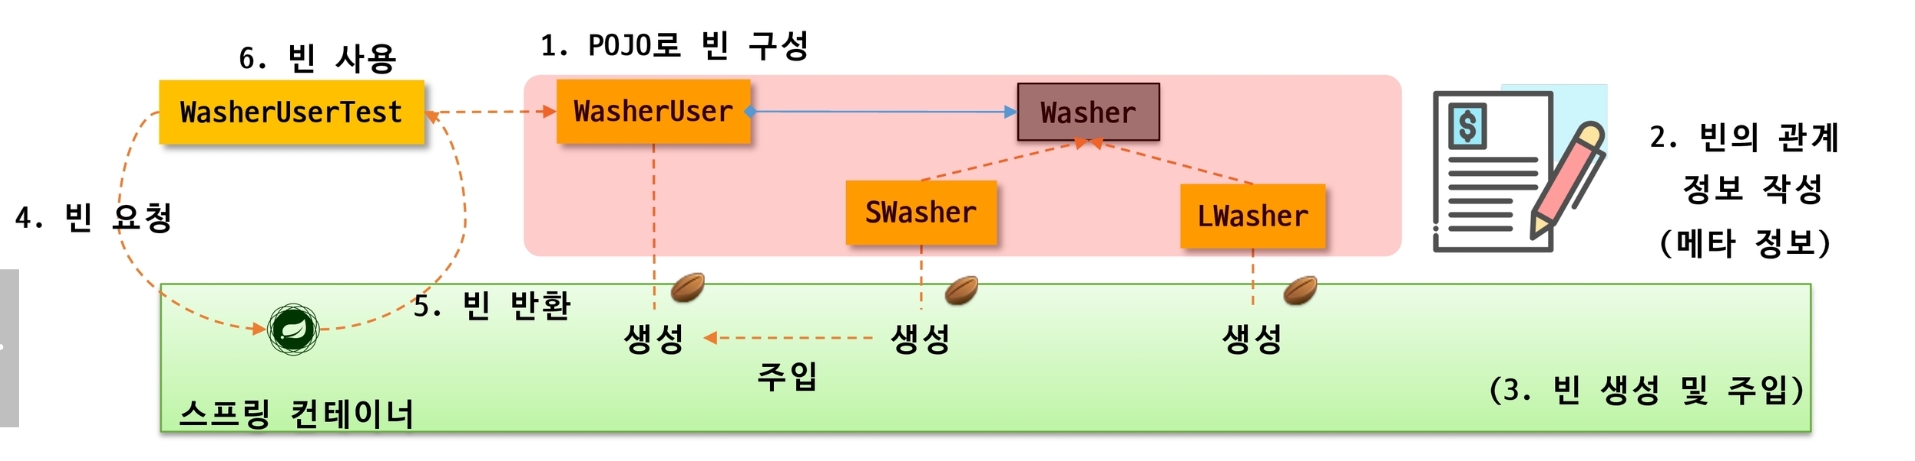 6. 빈 사용
1. POJO로 빈 구성
WasherUserTest
WasherUser
Washer
2. 빈의 관계
정보 작성
(메타 정보)
SWasher
LWasher
$
4. 빈 요청
5. 빈 반환
생성
생성
생성
주입
(3. 빈 생성 및 주입)
스프링 컨테이너